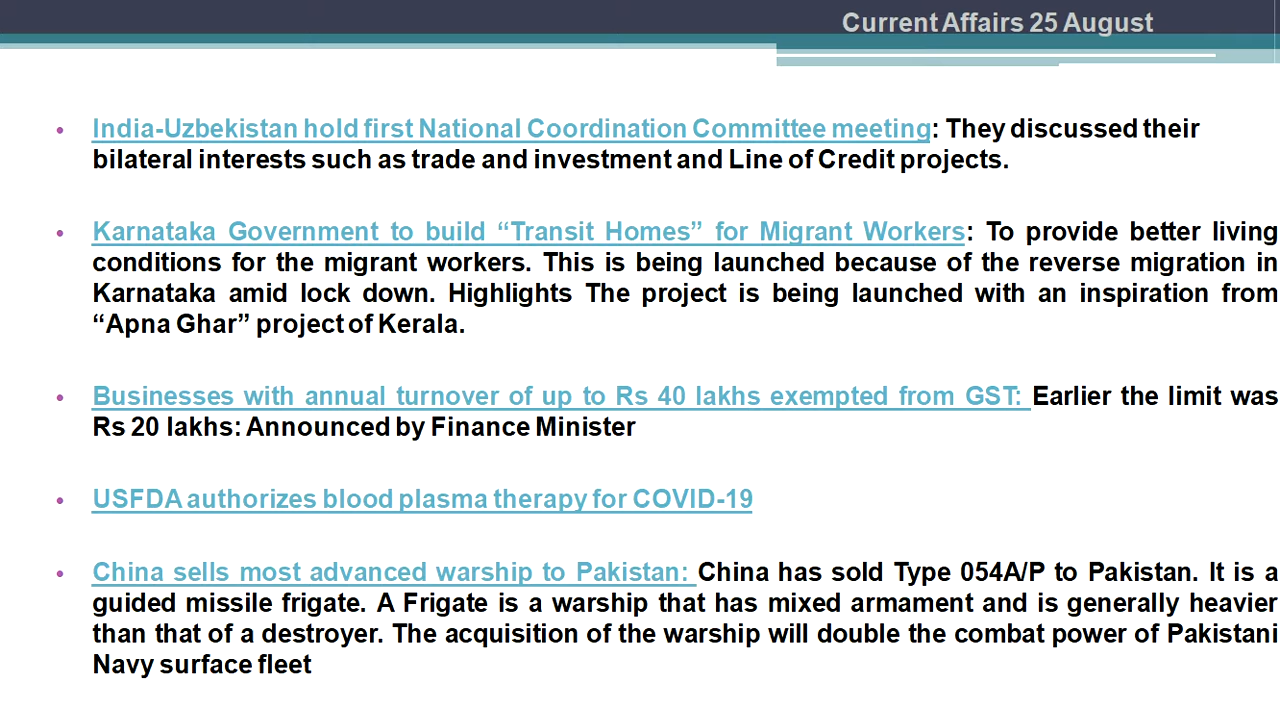 Current Affairs 25 August
• India-Uzbekistan hold first National Coordination Committee meeting: They discussed their
bilateral interests such as trade and investment and Line of Credit projects.
• Karnataka Government to build “Transit Homes” for Migrant Workers: To provide better living
conditions for the migrant workers. This is being launched because of the reverse migration in
Karnataka amid lock down. Highlights The project is being launched with an inspiration from
“Apna Ghar” project of Kerala.
• Businesses with annual turnover of up to Rs 40 lakhs exempted from GST: Earlier the limit was
Rs 20 lakhs: Announced by Finance Minister
• USFDA authorizes blood plasma therapy for COVID-19
• China sells most advanced warship to Pakistan: China has sold Type 054A/P to Pakistan. It is a
guided missile frigate. A Frigate is a warship that has mixed armament and is generally heavier
than that of a destroyer. The acquisition of the warship will double the combat power of Pakistani
Navy surface fleet